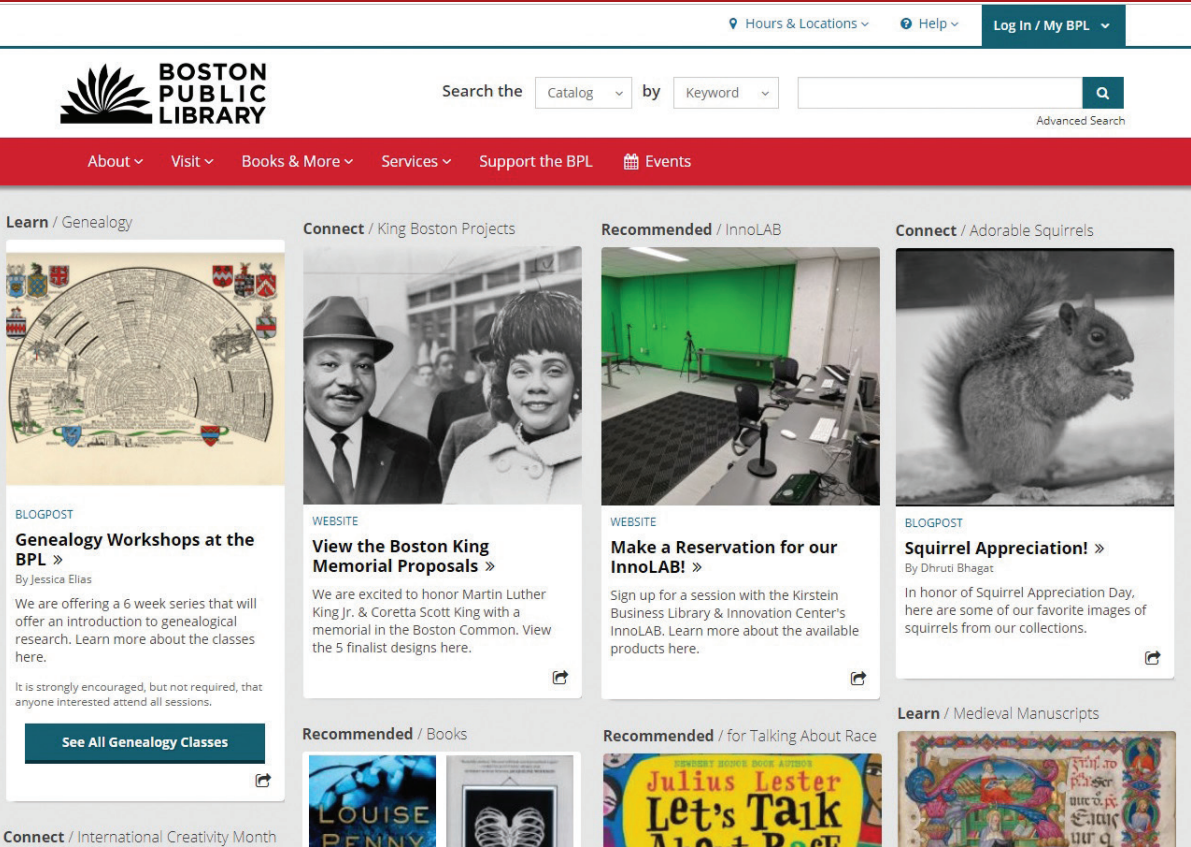 Hours & Locations
Help
Log In / My BPL
BOSTON
PUBLIC
LIBRARY
Search the
Catalog
by
Keyword
Advanced Search
About
Visit
Books & More
Services
Support the BPL
Events
Learn / Genealogy
BLOGPOST
Genealogy Workshops at the
BPL »
By Jessica Elias
We are offering a 6 week series that will
offer an introduction to genealogical
research. Learn more about the classes
here.
It is strongly encouraged, but not required, that
anyone interested attend all sessions.
See All Genealogy Classes
Connect / International Creativity Month
Connect / King Boston Projects
WEBSITE
View the Boston King
Memorial Proposals »
We are excited to honor Martin Luther
King Jr. & Coretta Scott King with a
memorial in the Boston Common. View
the 5 finalist designs here.
Recommended / Books
LOUISE
PENNY
Recommended / InnoLAB
WEBSITE
Make a Reservation for our
InnoLAB! »
Sign up for a session with the Kirstein
Business Library & Innovation Center's
InnoLAB. Learn more about the available
products here.
Recommended / for Talking About Race
NEWBERY HONOR BOOK AUTHOR
Julius Lester
Let's Talk
About Race
Connect / Adorable Squirrels
BLOGPOST
Squirrel Appreciation! »
By Dhruti Bhagat
In honor of Squirrel Appreciation Day,
here are some of our favorite images of
squirrels from our collections.
Learn / Medieval Manuscripts